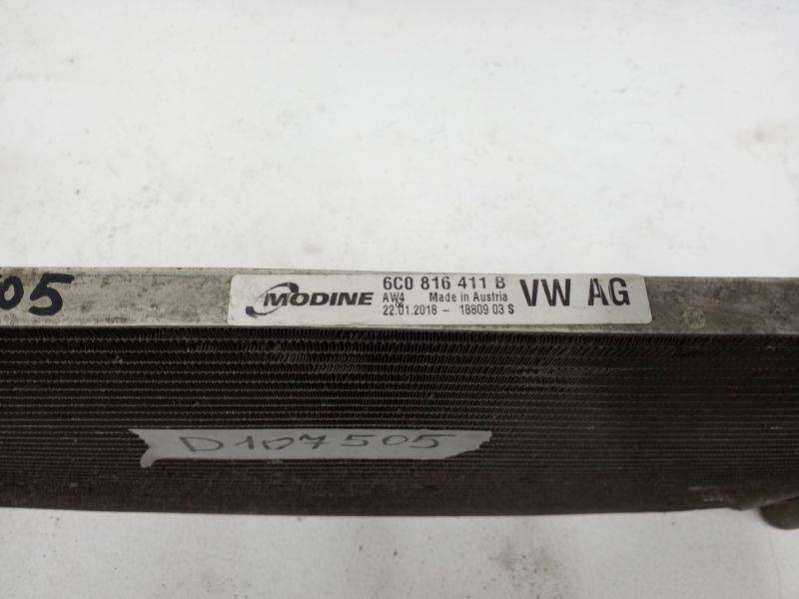 505
MODINE
6C0 816 411 B
AW4 Made in Austria
22.01.2018 - 18809 03 S
VW AG
D107505